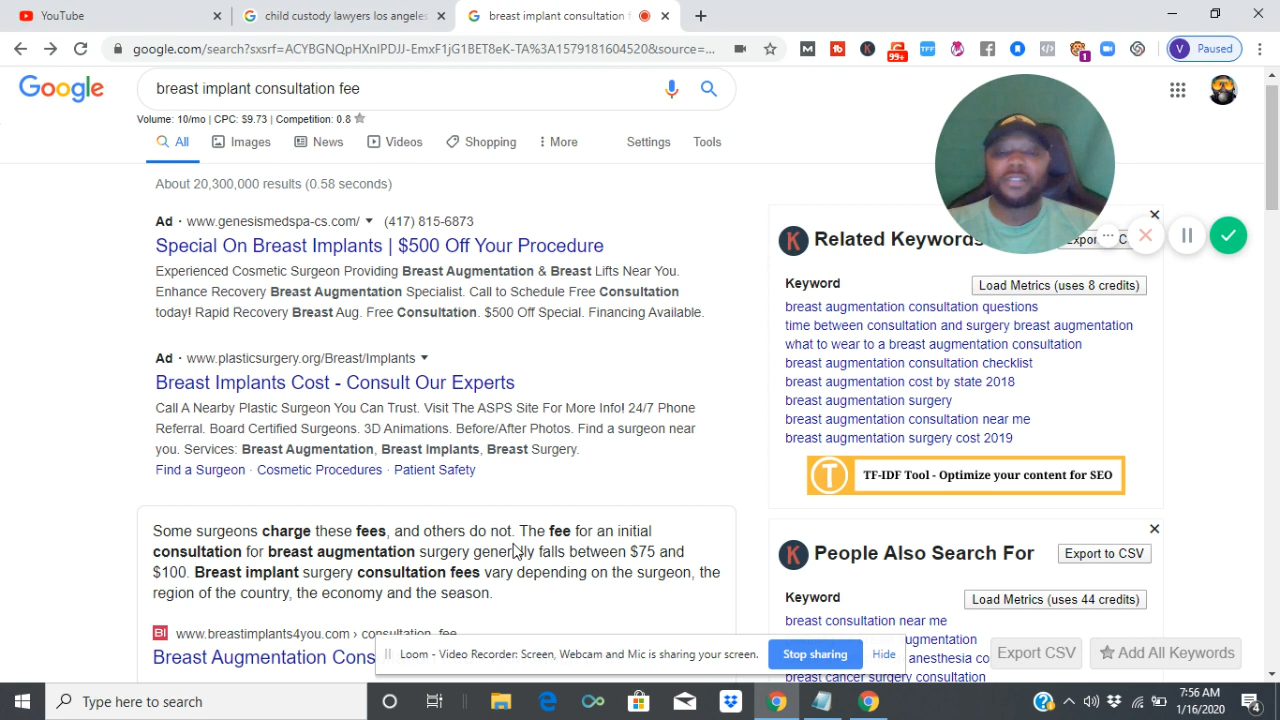 YouTube
child custody lawyers los angeles
breast implant consultation f
google.com/search?sxsrf=ACYBGNQpHXnlPDJJ-EmxF1jG1BET8eK-TA%3A1579181604520&source=...
99+
TFF
1
V Paused
Google
breast implant consultation fee
Volume: 10/mo | CPC: $9.73 | Competition: 0.8
All
Images
News
Videos
Shopping
More
Settings
Tools
About 20,300,000 results (0.58 seconds)
Ad · www.genesismedspa-cs.com/ (417) 815-6873
Special On Breast Implants | $500 Off Your Procedure
Experienced Cosmetic Surgeon Providing Breast Augmentation & Breast Lifts Near You.
Enhance Recovery Breast Augmentation Specialist. Call to Schedule Free Consultation
today! Rapid Recovery Breast Aug. Free Consultation. $500 Off Special. Financing Available.
Ad · www.plasticsurgery.org/Breast/Implants
Breast Implants Cost - Consult Our Experts
Call A Nearby Plastic Surgeon You Can Trust. Visit The ASPS Site For More Info! 24/7 Phone
Referral. Board Certified Surgeons. 3D Animations. Before/After Photos. Find a surgeon near
you. Services: Breast Augmentation, Breast Implants, Breast Surgery.
Find a Surgeon · Cosmetic Procedures · Patient Safety
Some surgeons charge these fees, and others do not. The fee for an initial
consultation for breast augmentation surgery generally falls between $75 and
$100. Breast implant surgery consultation fees vary depending on the surgeon, the
region of the country, the economy and the season.
BI www.breastimplants4you.com › consultation_fee
Breast Augmentation Cons
K Related Keywords
Keyword
Load Metrics (uses 8 credits)
breast augmentation consultation questions
time between consultation and surgery breast augmentation
what to wear to a breast augmentation consultation
breast augmentation consultation checklist
breast augmentation cost by state 2018
breast augmentation surgery
breast augmentation consultation near me
breast augmentation surgery cost 2019
T TF-IDF Tool - Optimize your content for SEO
K People Also Search For
Export to CSV
Keyword
Load Metrics (uses 44 credits)
breast consultation near me
ugmentation
anesthesia co
breast cancer surgery consultation
Export CSV
Add All Keywords
Loom - Video Recorder: Screen, Webcam and Mic is sharing your screen.
Stop sharing
Hide
Type here to search
7:56 AM
1/16/2020
4